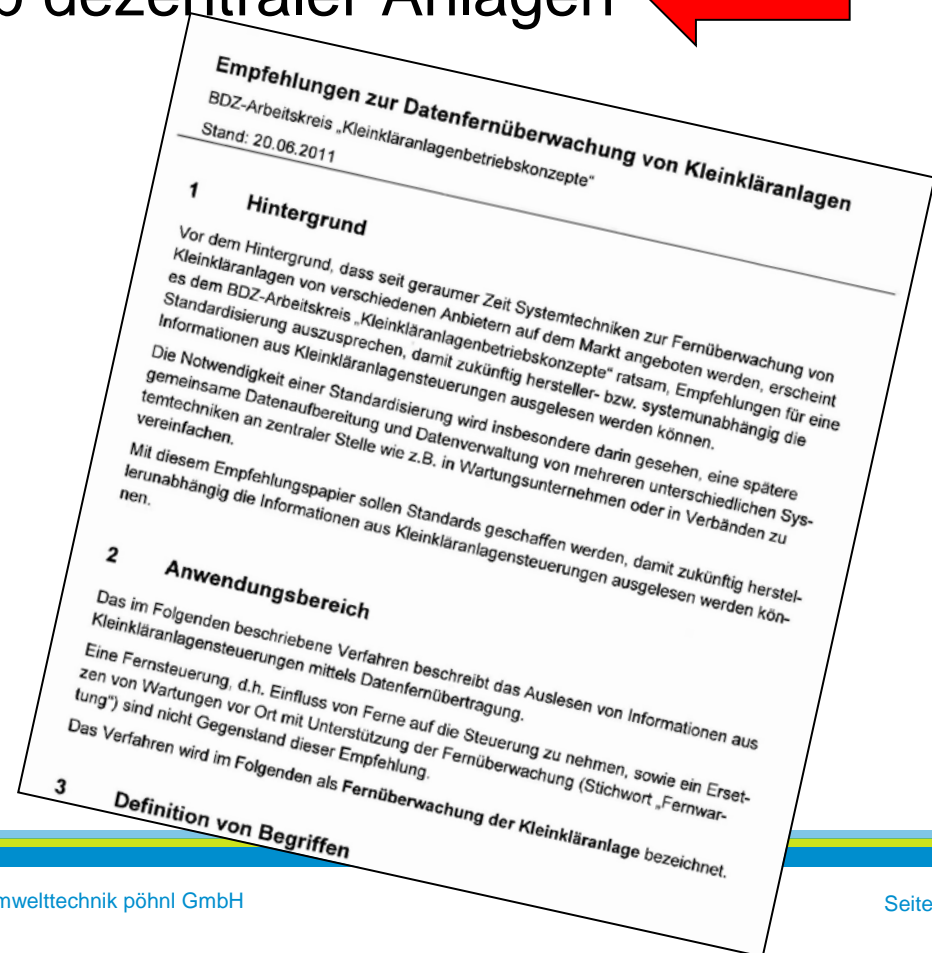 dezentraler Anlagen
Empfehlungen zur Datenfernüberwachung von Kleinkläranlagen
BDZ-Arbeitskreis „Kleinkläranlagenbetriebskonzepte“
Stand: 20.06.2011
1 Hintergrund
Vor dem Hintergrund, dass seit geraumer Zeit Systemtechniken zur Fernüberwachung von
Kleinkläranlagen von verschiedenen Anbietern auf dem Markt angeboten werden, erscheint
es dem BDZ-Arbeitskreis „Kleinkläranlagenbetriebskonzepte“ ratsam, Empfehlungen für eine
Standardisierung auszusprechen, damit zukünftig hersteller- bzw. systemunabhängig die
Informationen aus Kleinkläranlagensteuerungen ausgelesen werden können.
Die Notwendigkeit einer Standardisierung wird insbesondere darin gesehen, eine spätere
gemeinsame Datenaufbereitung und Datenverwaltung von mehreren unterschiedlichen Sys-
temtechniken an zentraler Stelle wie z.B. in Wartungsunternehmen oder in Verbänden zu
vereinfachen.
Mit diesem Empfehlungspapier sollen Standards geschaffen werden, damit zukünftig herstel-
lerunabhängig die Informationen aus Kleinkläranlagensteuerungen ausgelesen werden kön-
nen.
2 Anwendungsbereich
Das im Folgenden beschriebene Verfahren beschreibt das Auslesen von Informationen aus
Kleinkläranlagensteuerungen mittels Datenfernübertragung.
Eine Fernsteuerung, d.h. Einfluss von Ferne auf die Steuerung zu nehmen, sowie ein Erset-
zen von Wartungen vor Ort mit Unterstützung der Fernüberwachung (Stichwort „Fernwar-
tung“) sind nicht Gegenstand dieser Empfehlung.
Das Verfahren wird im Folgenden als Fernüberwachung der Kleinkläranlage bezeichnet.
3 Definition von Begriffen
mwelttechnik pöhnl GmbH
Seite